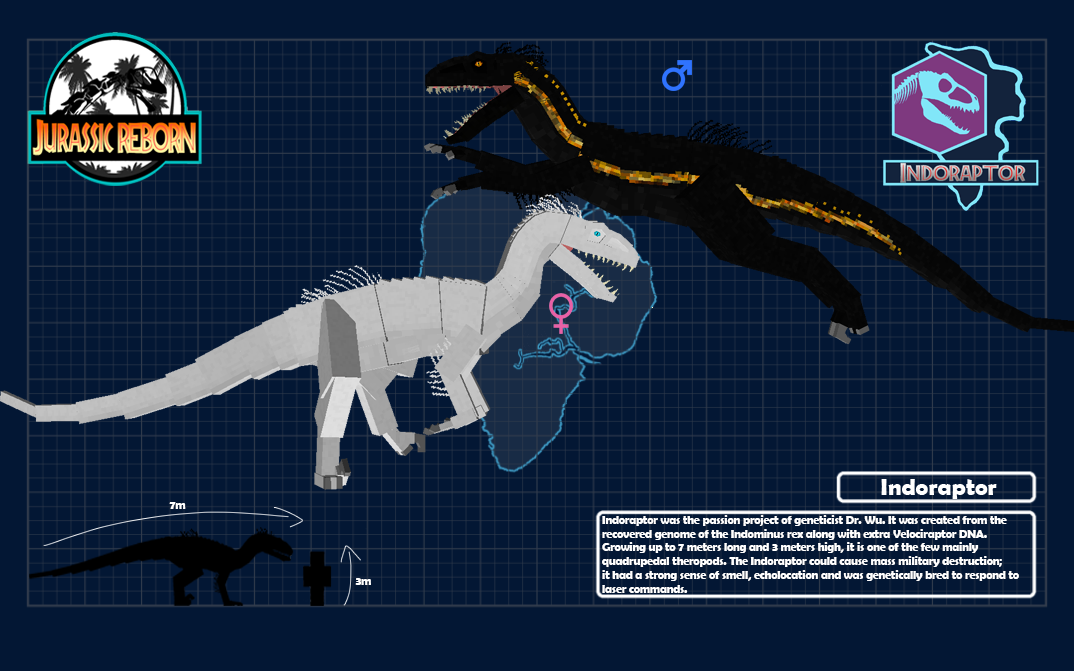 JURASSIC REBORN
INDORAPTOR
7m
3m
Indoraptor
Indoraptor was the passion project of geneticist Dr. Wu. It was created from the
recovered genome of the Indominus rex along with extra Velociraptor DNA.
Growing up to 7 meters long and 3 meters high, it is one of the few mainly
quadrupedal theropods. The Indoraptor could cause mass military destruction;
it had a strong sense of smell, echolocation and was genetically bred to respond to
laser commands.